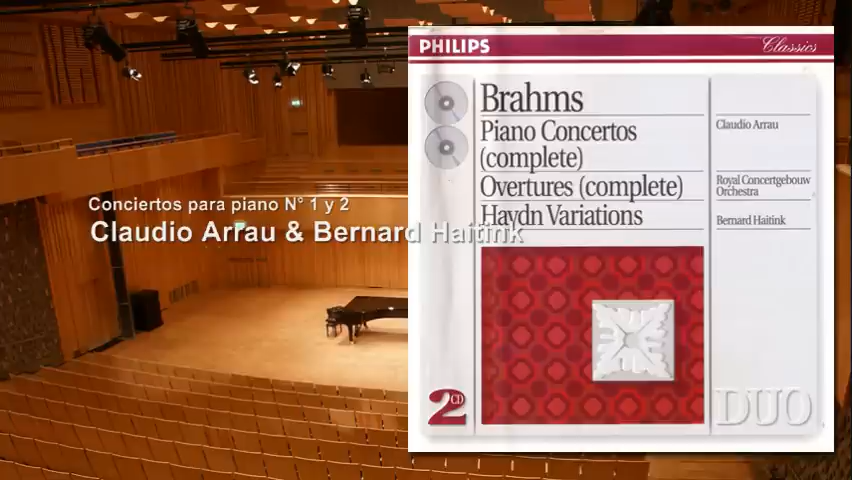 PHILIPS
Classics
Brahms
Piano Concertos
(complete)
Overtures (complete)
Haydn Variations
Claudio Arrau
Royal Concertgebouw
Orchestra
Bernard Haitink
Conciertos para piano N° 1 y 2
Claudio Arrau & Bernard Haitink
2CD
DUO